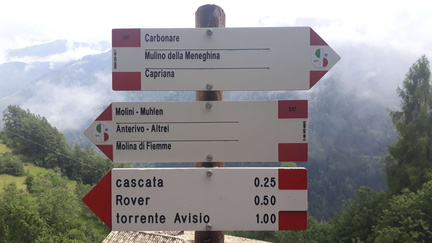 Carbonare
Mulino della Meneghina
Capriana
Molini - Muhlen
Anterivo - Altrei
Molina di Fiemme
cascata 0.25
Rover 0.50
torrente Avisio 1.00